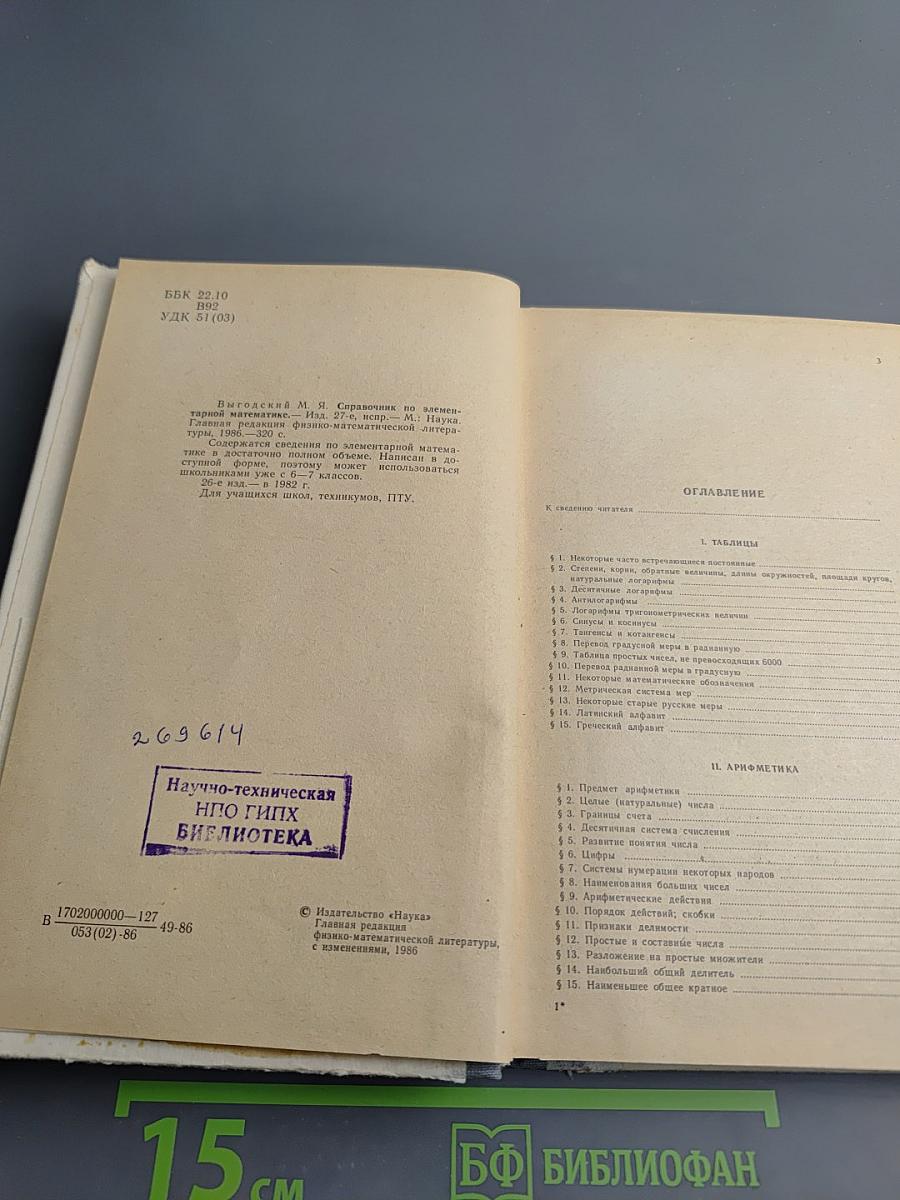 ББК 22.10
В92
УДК 51(03)
Выгодский М. Я. Справочник по элемен-
тарной математике.— Изд. 27-е, испр.— М.: Наука.
Главная редакция физико-математической литера-
туры, 1986.—320 с.
Содержатся сведения по элементарной матема-
тике в достаточно полном объеме. Написан в до-
ступной форме, поэтому может использоваться
школьниками уже с 6—7 классов.
26-е изд.— в 1982 г.
Для учащихся школ, техникумов, ПТУ.
269614
Научно-техническая
НПО ГИПХ
БИБЛИОТЕКА
В 1702000000—127
053(02)-86
49-86
© Издательство «Наука»
Главная редакция
физико-математической литературы,
с изменениями, 1986
3
ОГЛАВЛЕНИЕ
К сведению читателя
I. ТАБЛИЦЫ
§ 1. Некоторые часто встречающиеся постоянные
§ 2. Степени, корни, обратные величины, длины окружностей, площади кругов,
натуральные логарифмы
§ 3. Десятичные логарифмы
§ 4. Антилогарифмы
§ 5. Логарифмы тригонометрических величин
§ 6. Синусы и косинусы
§ 7. Тангенсы и котангенсы
§ 8. Перевод градусной меры в радианную
§ 9. Таблица простых чисел, не превосходящих 6000
§ 10. Перевод радианной меры в градусную
§ 11. Некоторые математические обозначения
§ 12. Метрическая система мер
§ 13. Некоторые старые русские меры
§ 14. Латинский алфавит
§ 15. Греческий алфавит
II. АРИФМЕТИКА
§ 1. Предмет арифметики
§ 2. Целые (натуральные) числа
§ 3. Границы счета
§ 4. Десятичная система счисления
§ 5. Развитие понятия числа
§ 6. Цифры
§ 7. Системы нумерации некоторых народов
§ 8. Наименования больших чисел
§ 9. Арифметические действия
§ 10. Порядок действий; скобки
§ 11. Признаки делимости
§ 12. Простые и составные числа
§ 13. Разложение на простые множители
§ 14. Наибольший общий делитель
§ 15. Наименьшее общее кратное
1*
15 см
БФ БИБЛИОФАН